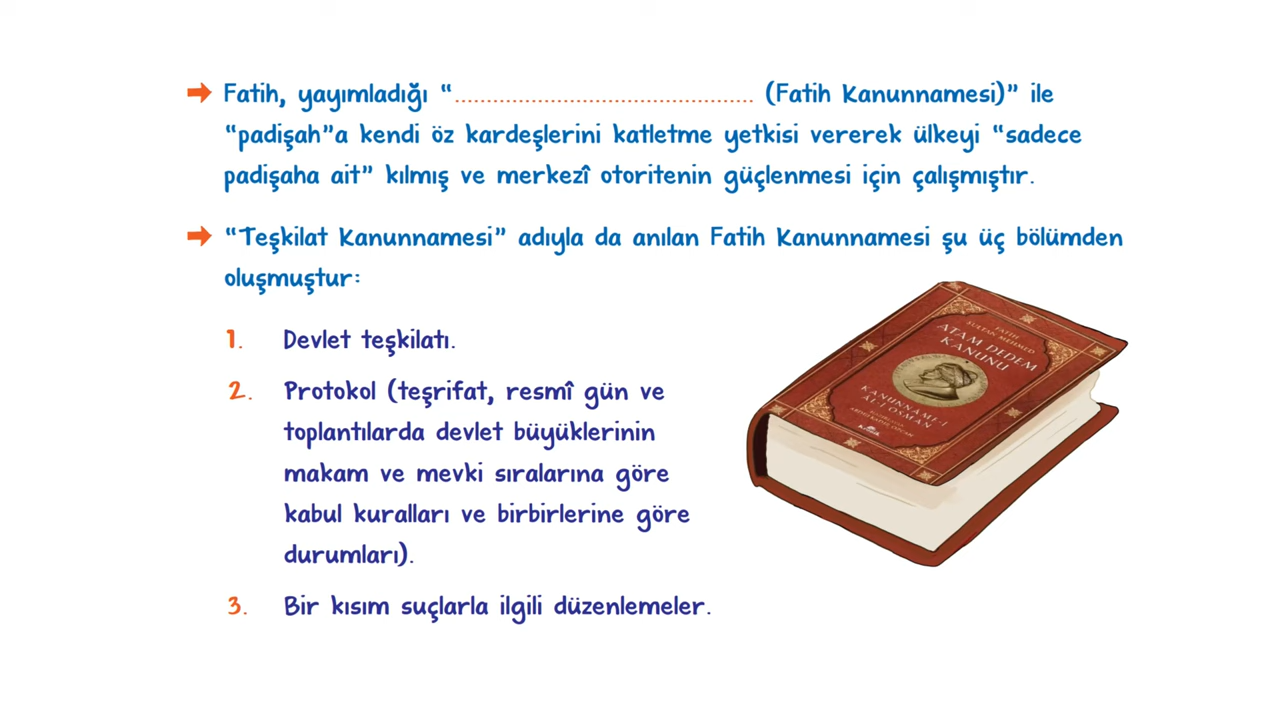 ➡ Fatih, yayımladığı “............................................ (Fatih Kanunnamesi)” ile
“padişah”a kendi öz kardeşlerini katletme yetkisi vererek ülkeyi “sadece
padişaha ait” kılmış ve merkezî otoritenin güçlenmesi için çalışmıştır.
➡ “Teşkilat Kanunnamesi” adıyla da anılan Fatih Kanunnamesi şu üç bölümden
oluşmuştur:
1. Devlet teşkilatı.
2. Protokol (teşrifat, resmî gün ve
toplantılarda devlet büyüklerinin
makam ve mevki sıralarına göre
kabul kuralları ve birbirlerine göre
durumları).
3. Bir kısım suçlarla ilgili düzenlemeler.
FATİH
SULTAN MEHMED
ATAM DEDEM
KANUNU
KANUNNAME-İ
AL-İ OSMAN